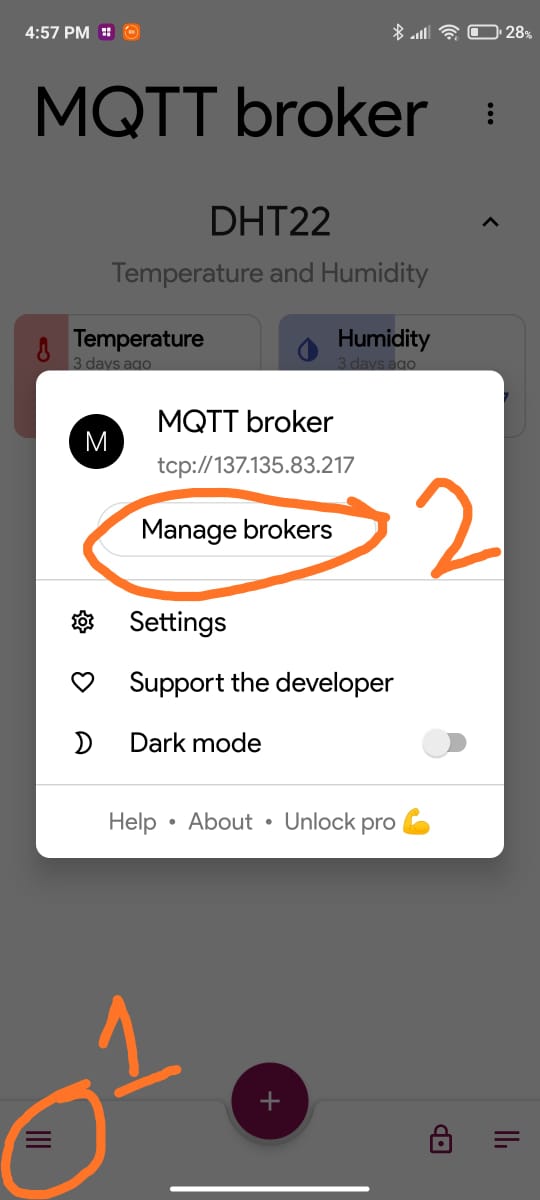 4:57 PM 28%
MQTT broker
DHT22
Temperature and Humidity
Temperature Humidity
3 days ago 3 days ago
M MQTT broker
tcp://137.135.83.217
Manage brokers 2
Settings
Support the developer
Dark mode
Help • About • Unlock pro 💪
1
+